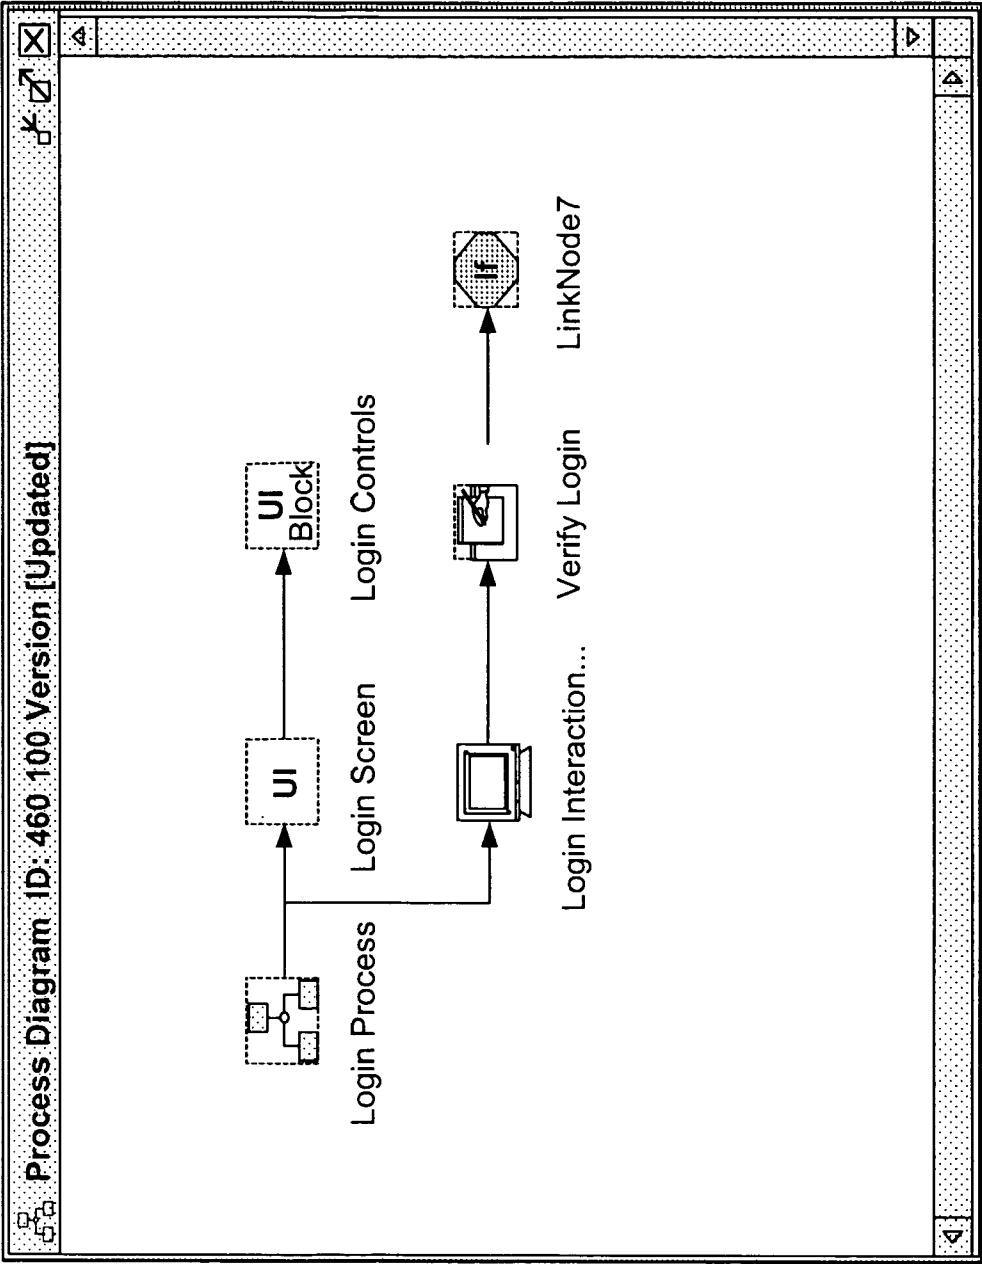 Process Diagram ID: 460 100 Version [Updated]
Login Process
UI
Login Screen
UI
Block
Login Controls
Login Interaction...
Verify Login
If
LinkNode7